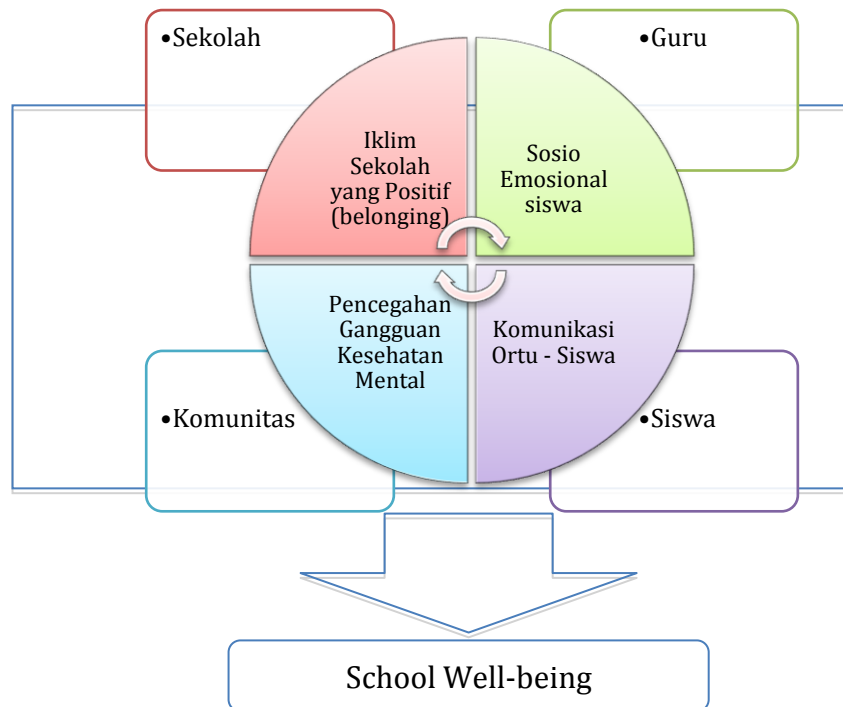 •Sekolah
•Guru
Iklim
Sekolah
yang Positif
(belonging)
Sosio
Emosional
siswa
Pencegahan
Gangguan
Kesehatan
Mental
Komunikasi
Ortu - Siswa
•Komunitas
•Siswa
School Well-being